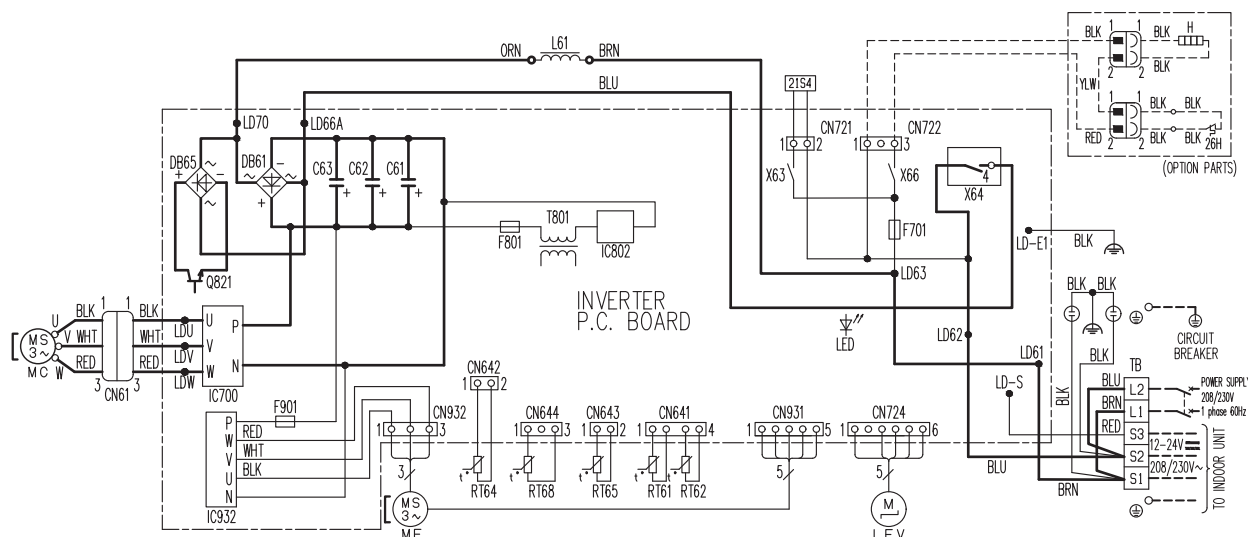 ORN L61 BRN
BLU
BLK 1 1 BLK H
2 2 BLK
YLW
1 1 BLK BLK
RED 2 2 BLK BLK 26H
(OPTION PARTS)
21S4
LD70 LD66A
CN721 CN722
1 2 1 3
DB65 DB61
+ ~ - ~ - ~ +
~
C63 C62 C61
+ + +
X63 X66 X64
4
F801 T801 IC802
F701
LD-E1 BLK
Q821
LD63
INVERTER
P.C. BOARD
BLK BLK
LED
LD62
CIRCUIT
BREAKER
U BLK 1 1 BLK LDU U P
MS
3~
V WHT WHT LDV V
MC W RED 3 3 RED LDW W N
CN61
IC700
LD61
BLK
BLK
TB
BLU L2 POWER SUPPLY
208/230V
BRN L1 1 phase 60Hz
RED S3
12-24V
S2
208/230V~
S1
TO INDOOR UNIT
LD-S
BLU
BRN
CN642
1 2
F901
P
W RED
V WHT
U BLK
N
IC932
CN932
1 3
CN644
1 3
CN643
1 2
CN641
1 4
CN931
1 5
CN724
1 6
3
t° RT64
t° RT68
t° RT65
t° RT61
t° RT62
5
5
MS
3~
MF
M
LEV